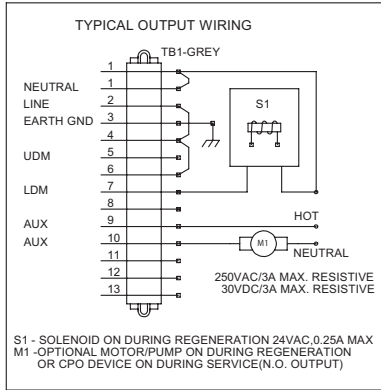 TYPICAL OUTPUT WIRING
TB1-GREY
1
NEUTRAL 1
LINE 2
EARTH GND 3
4
UDM 5
6
LDM 7
8
AUX 9
AUX 10
11
12
13
S1
HOT
M1
NEUTRAL
250VAC/3A MAX. RESISTIVE
30VDC/3A MAX. RESISTIVE
S1 - SOLENOID ON DURING REGENERATION 24VAC,0.25A MAX
M1 -OPTIONAL MOTOR/PUMP ON DURING REGENERATION
OR CPO DEVICE ON DURING SERVICE(N.O. OUTPUT)